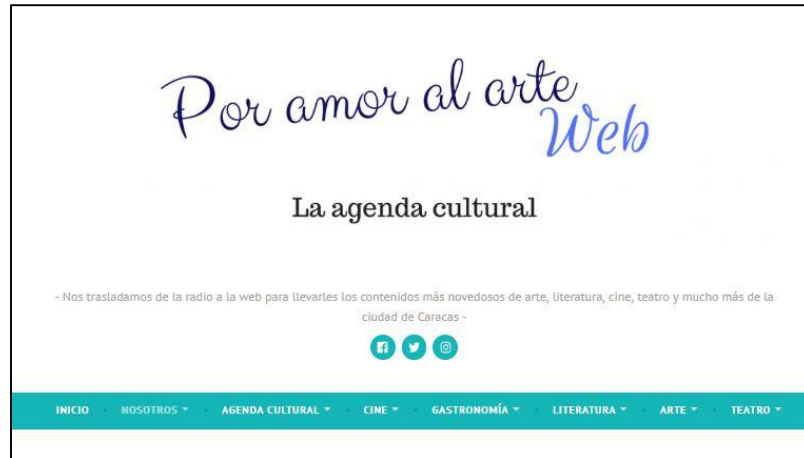 Por amor al arte
Web
La agenda cultural
- Nos trasladamos de la radio a la web para llevarles los contenidos más novedosos de arte, literatura, cine, teatro y mucho más de la
ciudad de Caracas -
INICIO NOSOTROS AGENDA CULTURAL CINE GASTRONOMÍA LITERATURA ARTE TEATRO